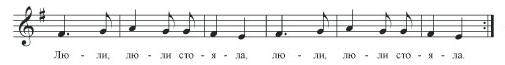 Лю - ли, лю - ли сто - я - ла, лю - ли, лю - ли сто - я - ла.